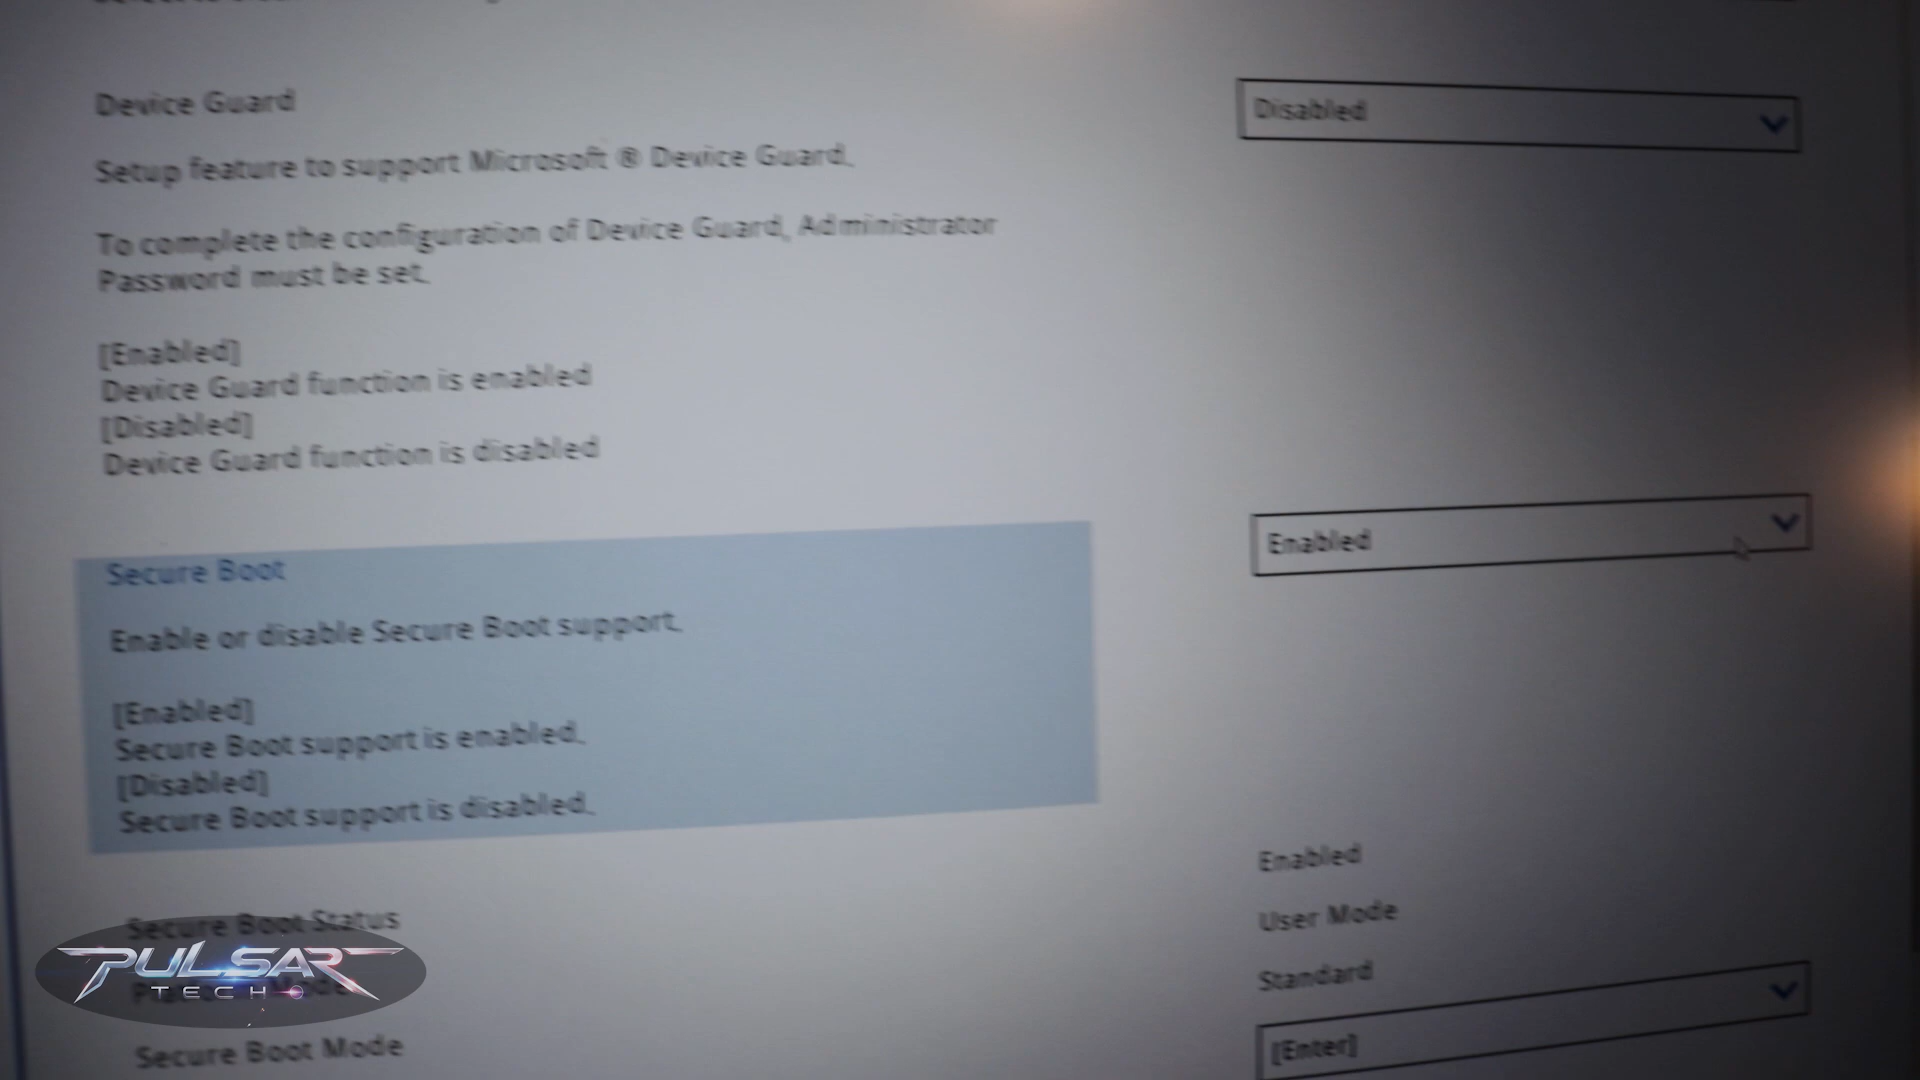 Device Guard
Disabled
Setup feature to support Microsoft ® Device Guard.
To complete the configuration of Device Guard, Administrator
Password must be set.
[Enabled]
Device Guard function is enabled
[Disabled]
Device Guard function is disabled
Enabled
Secure Boot
Enable or disable Secure Boot support.
[Enabled]
Secure Boot support is enabled.
[Disabled]
Secure Boot support is disabled.
Secure Boot Status
Enabled
User Mode
PULSAR
TECH
Mode
Standard
Secure Boot Mode
[Enter]